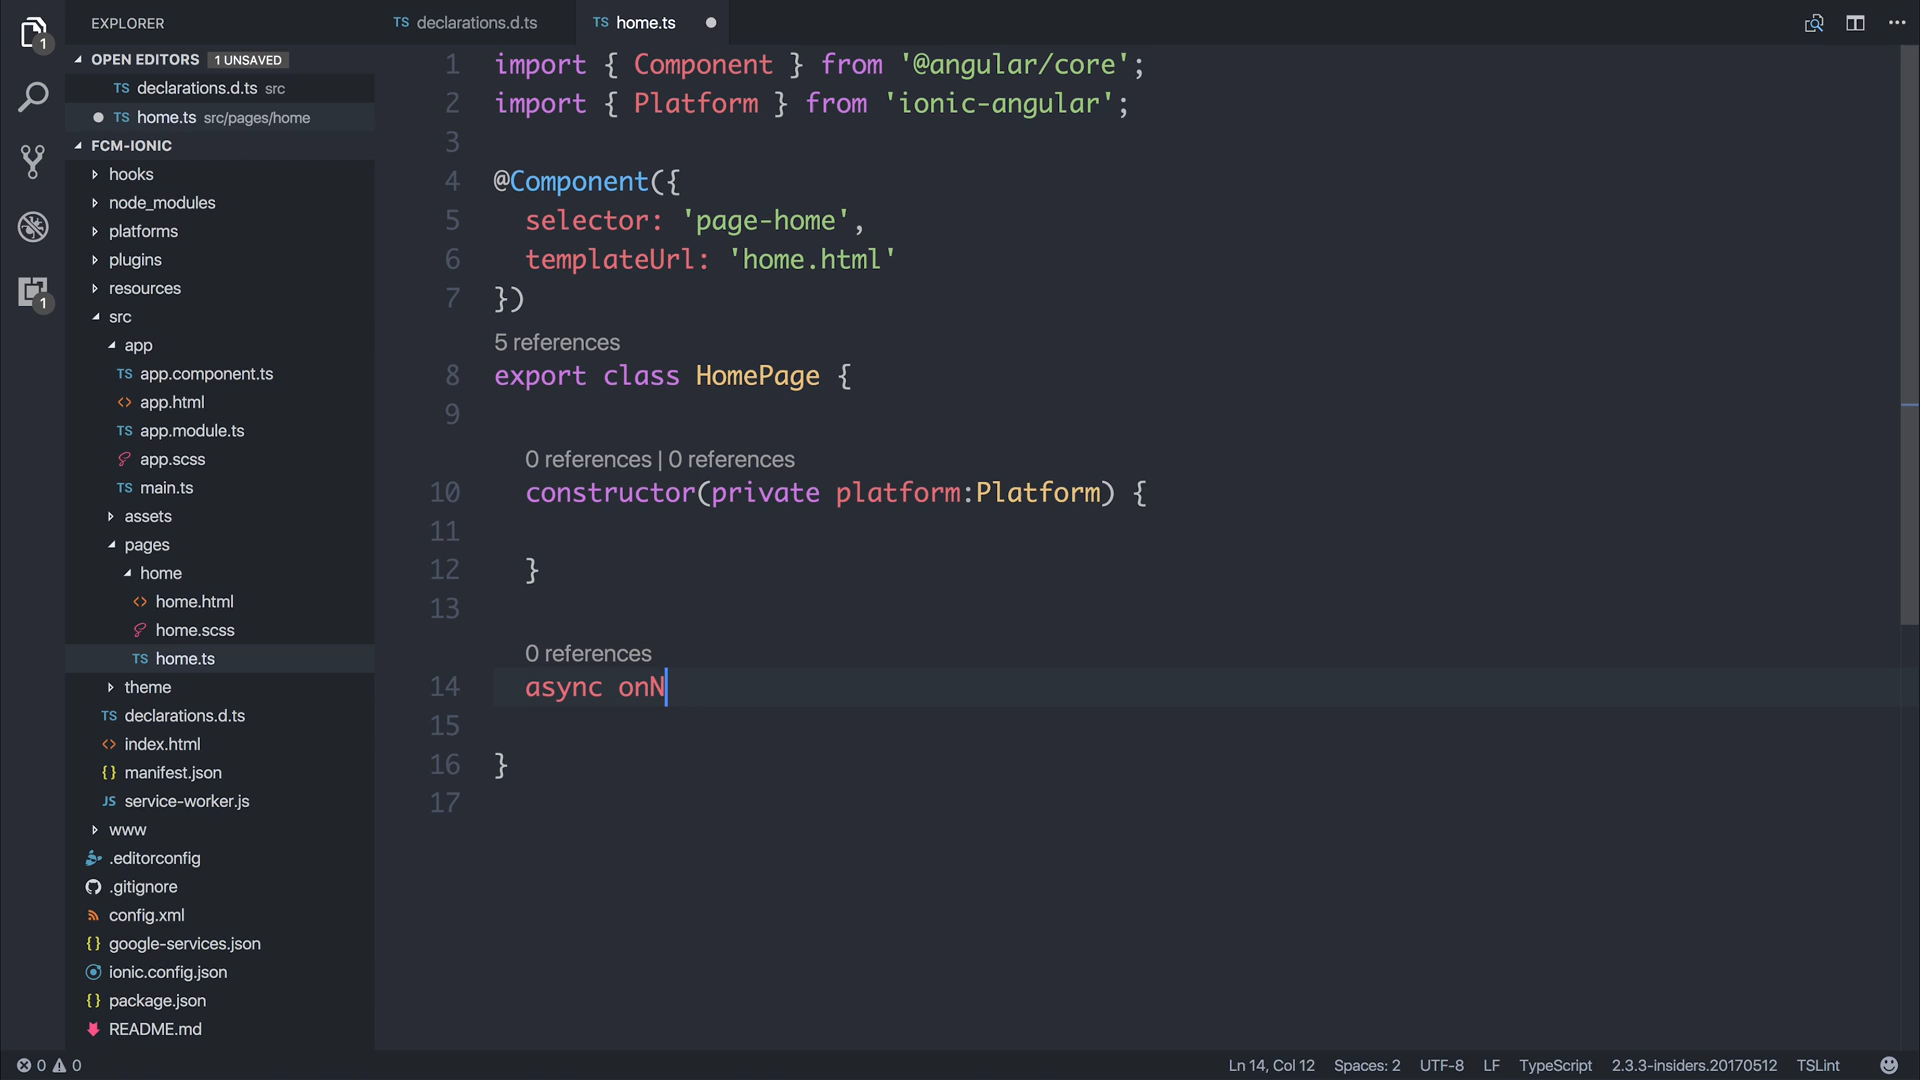 EXPLORER
1
OPEN EDITORS 1 UNSAVED
TS declarations.d.ts src
TS home.ts src/pages/home
FCM-IONIC
hooks
node_modules
platforms
plugins
resources
1
src
app
TS app.component.ts
<> app.html
TS app.module.ts
app.scss
TS main.ts
assets
pages
home
<> home.html
home.scss
TS home.ts
theme
TS declarations.d.ts
<> index.html
{} manifest.json
JS service-worker.js
www
.editorconfig
.gitignore
config.xml
{} google-services.json
ionic.config.json
{} package.json
README.md
TS declarations.d.ts TS home.ts
1 import { Component } from '@angular/core';
2 import { Platform } from 'ionic-angular';
3
4 @Component({
5 selector: 'page-home',
6 templateUrl: 'home.html'
7 })
5 references
8 export class HomePage {
9
0 references | 0 references
10 constructor(private platform:Platform) {
11
12 }
13
0 references
14 async onN
15
16 }
17
0 0 Ln 14, Col 12 Spaces: 2 UTF-8 LF TypeScript 2.3.3-insiders.20170512 TSLint